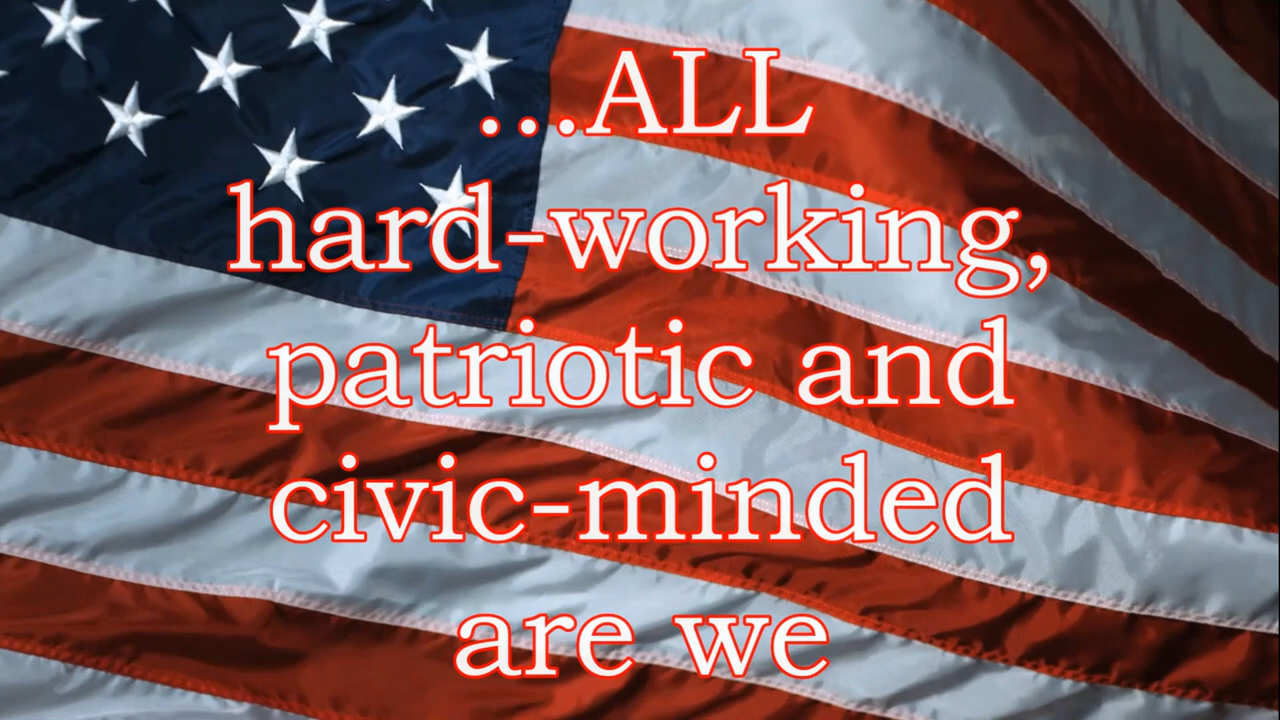 ...ALL
hard-working,
patriotic and
civic-minded
are we